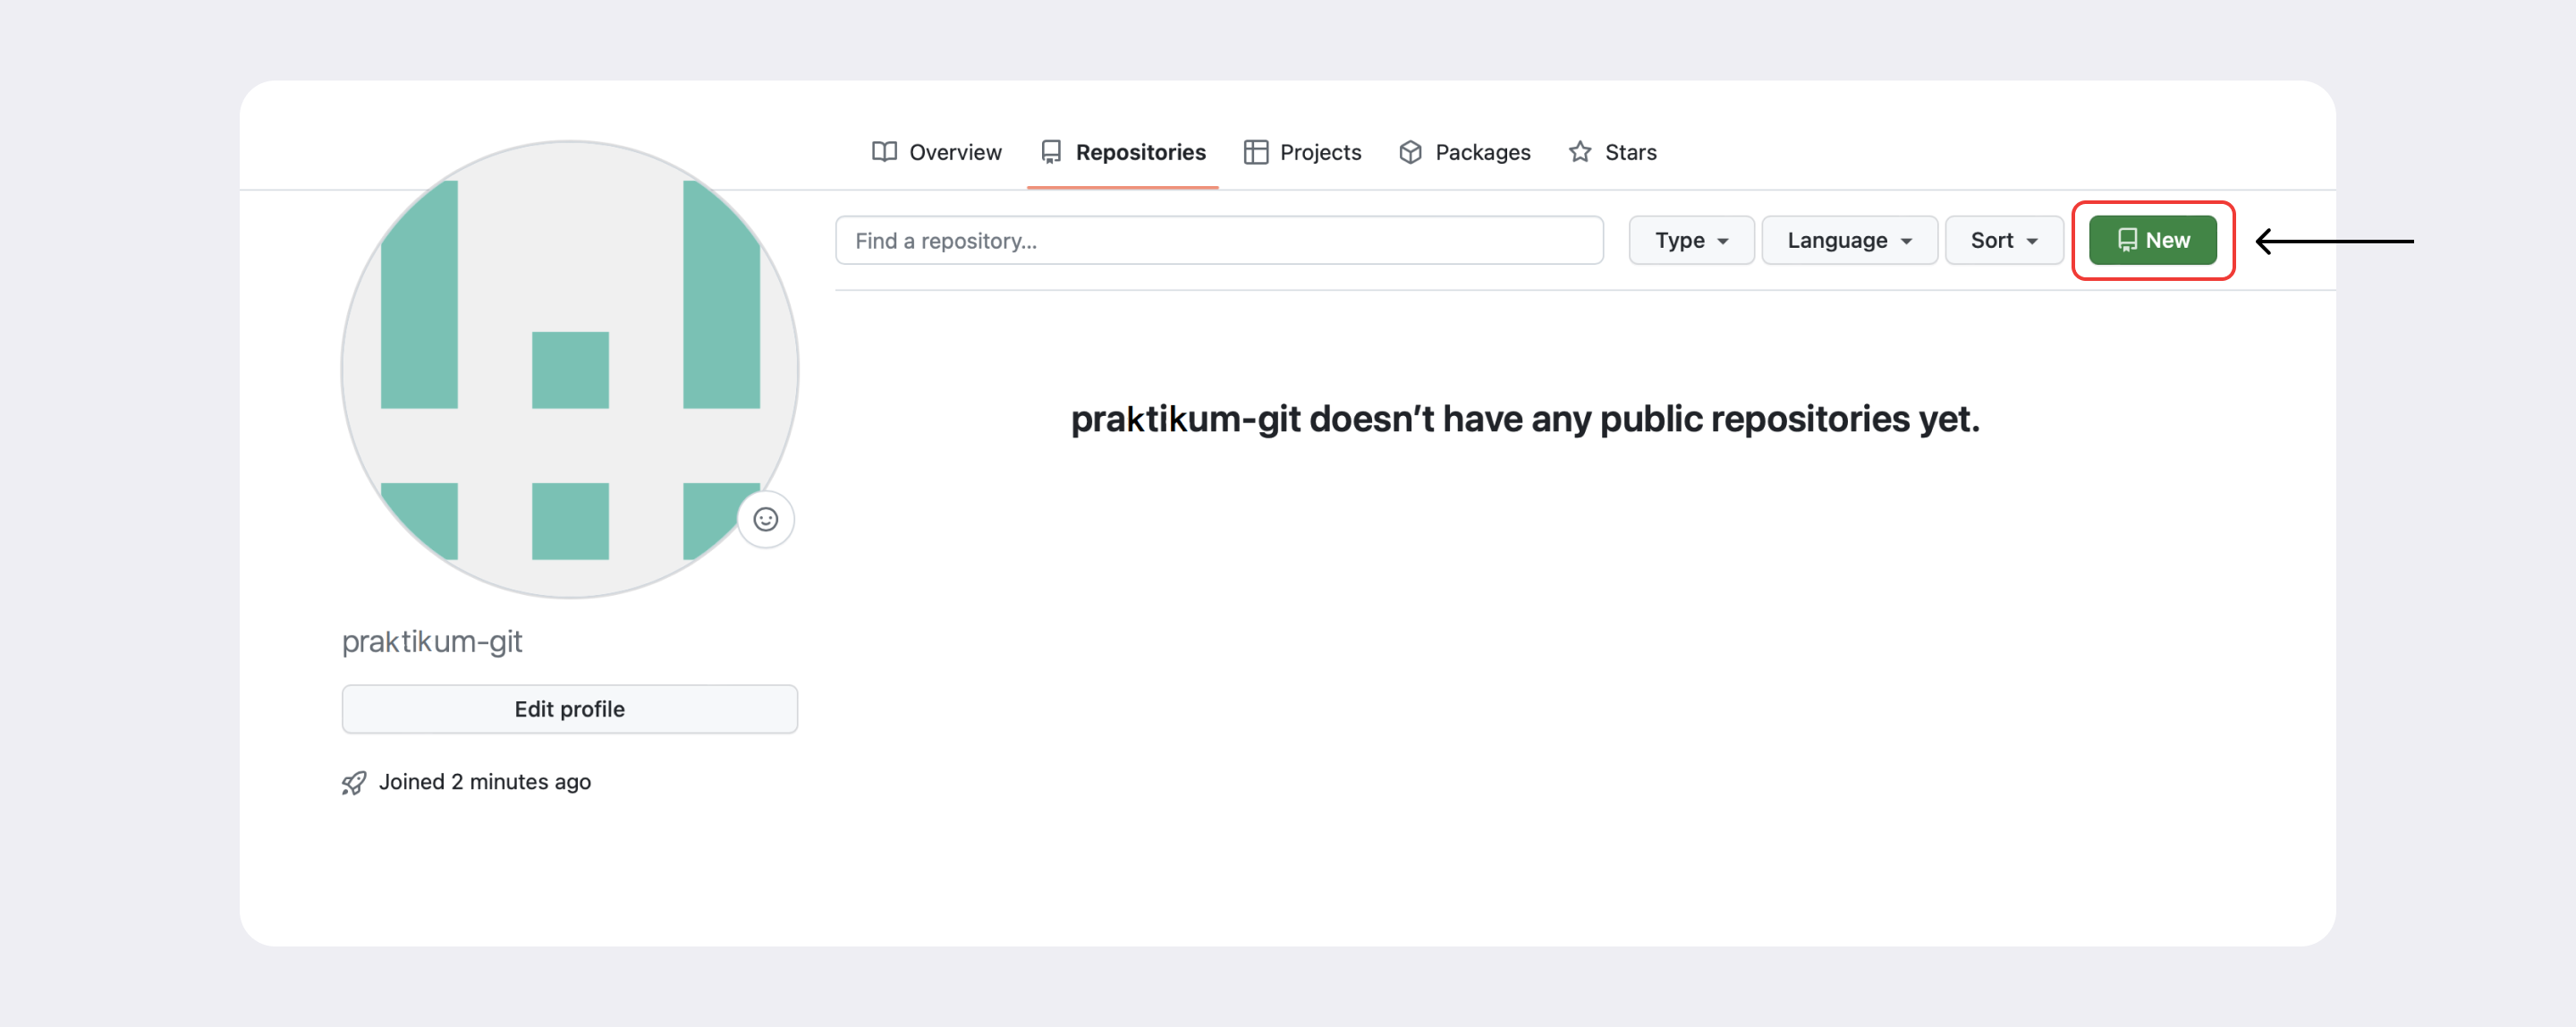 Overview Repositories Projects Packages Stars
Find a repository... Type Language Sort New
praktikum-git doesn’t have any public repositories yet.
praktikum-git
Edit profile
Joined 2 minutes ago